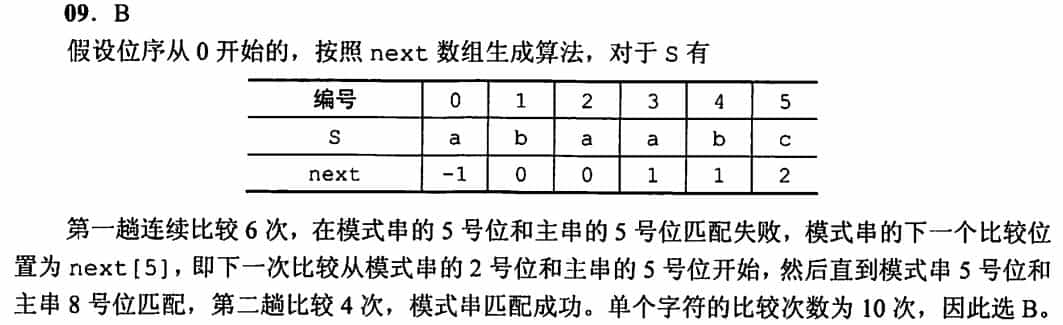 09. B
假设位序从 0 开始的，按照 next 数组生成算法，对于 S 有
编号 0 1 2 3 4 5
S a b a a b c
next -1 0 0 1 1 2
第一趟连续比较 6 次，在模式串的 5 号位和主串的 5 号位匹配失败，模式串的下一个比较位
置为 next[5]，即下一次比较从模式串的 2 号位和主串的 5 号位开始，然后直到模式串 5 号位和
主串 8 号位匹配，第二趟比较 4 次，模式串匹配成功。单个字符的比较次数为 10 次，因此选 B。